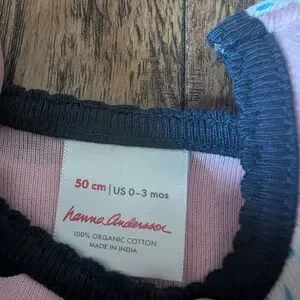 50 cm | US 0-3 mos
hanna andersson
100% ORGANIC COTTON
MADE IN INDIA